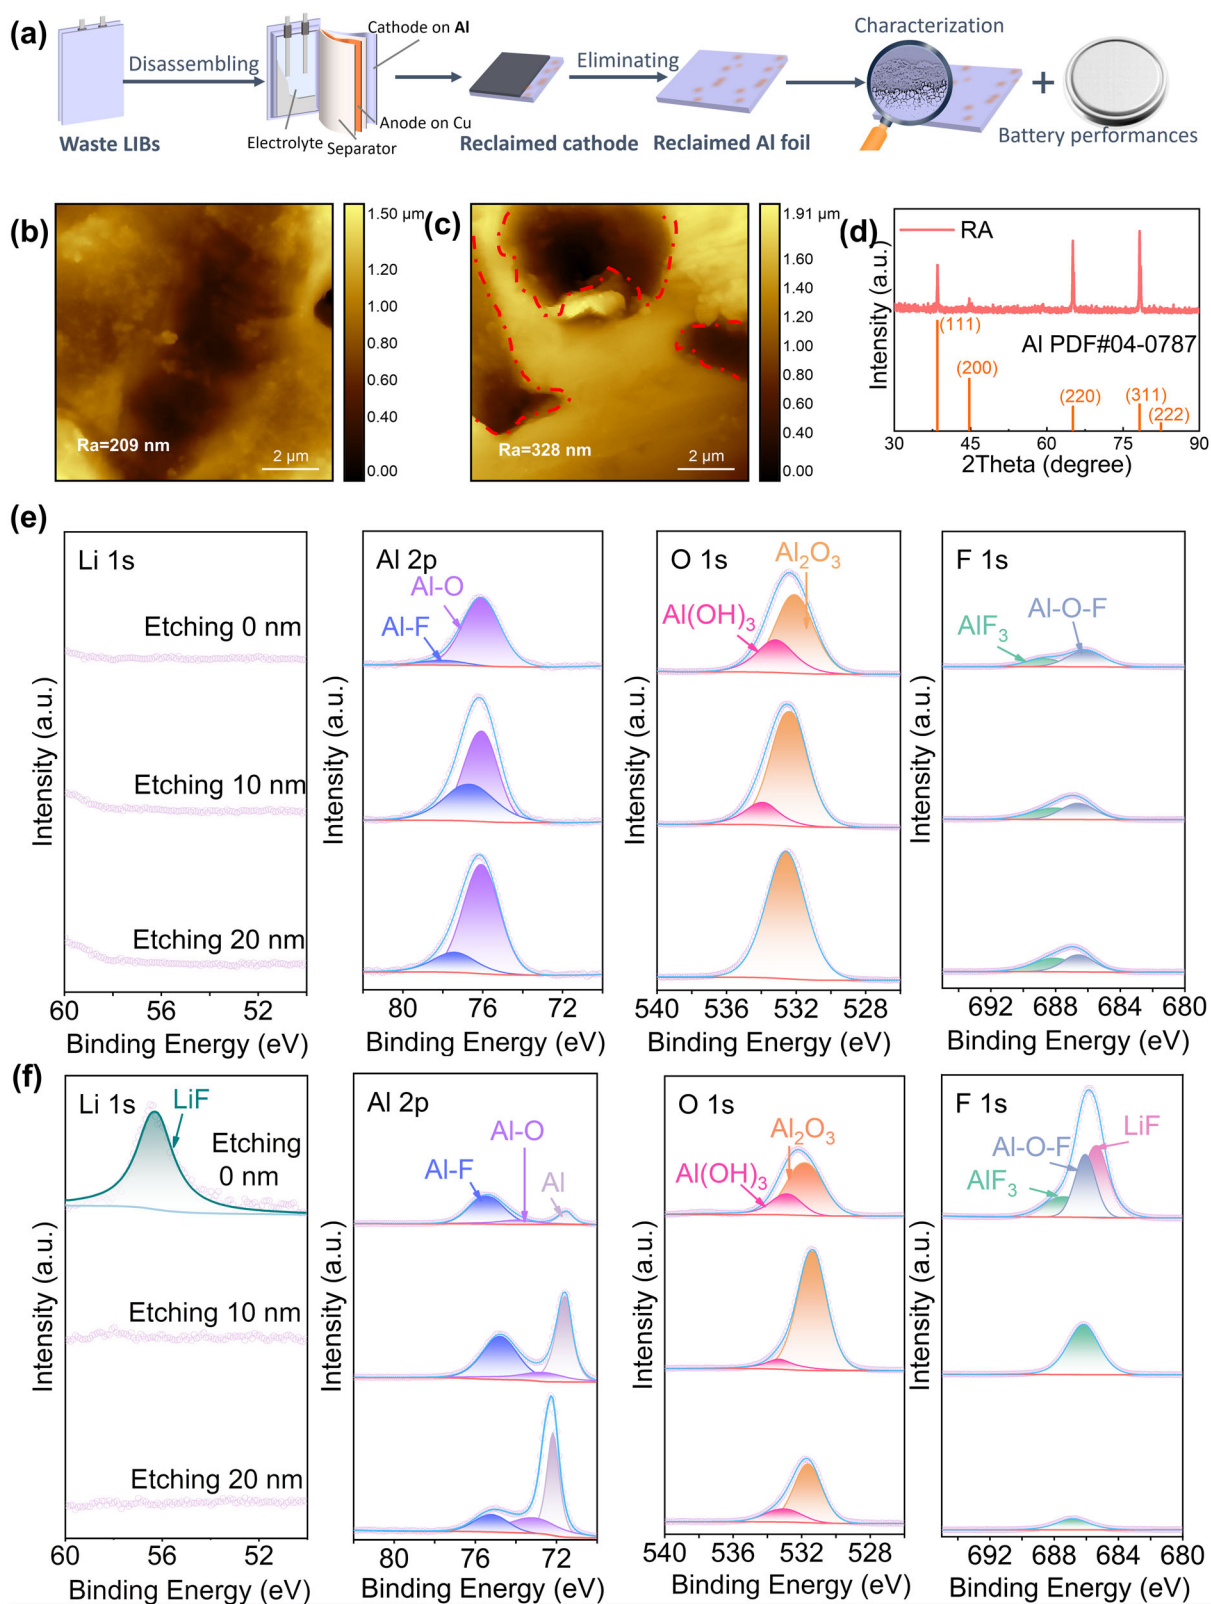 (a)
Disassembling
Cathode on Al
Eliminating
Characterization
Waste LIBs
Electrolyte
Separator
Anode on Cu
Reclaimed cathode
Reclaimed Al foil
+
Battery performances
(b)
Ra=209 nm
2 μm
1.50 μm
1.20
1.00
0.80
0.60
0.40
0.00
(c)
Ra=328 nm
2 μm
1.91 μm
1.60
1.40
1.20
1.00
0.80
0.60
0.40
0.00
(d)
Intensity (a.u.)
RA
(111)
Al PDF#04-0787
(200)
(220)
(311)
(222)
30 45 60 75 90
2Theta (degree)
(e)
Intensity (a.u.)
Li 1s
Etching 0 nm
Etching 10 nm
Etching 20 nm
60 56 52
Binding Energy (eV)
Intensity (a.u.)
Al 2p
Al-O
Al-F
80 76 72
Binding Energy (eV)
Intensity (a.u.)
O 1s
Al₂O₃
Al(OH)₃
540 536 532 528
Binding Energy (eV)
Intensity (a.u.)
F 1s
Al-O-F
AlF₃
692 688 684 680
Binding Energy (eV)
(f)
Intensity (a.u.)
Li 1s
LiF
Etching
0 nm
Etching 10 nm
Etching 20 nm
60 56 52
Binding Energy (eV)
Intensity (a.u.)
Al 2p
Al-O
Al-F
Al
80 76 72
Binding Energy (eV)
Intensity (a.u.)
O 1s
Al₂O₃
Al(OH)₃
540 536 532 528
Binding Energy (eV)
Intensity (a.u.)
F 1s
Al-O-F
LiF
AlF₃
692 688 684 680
Binding Energy (eV)